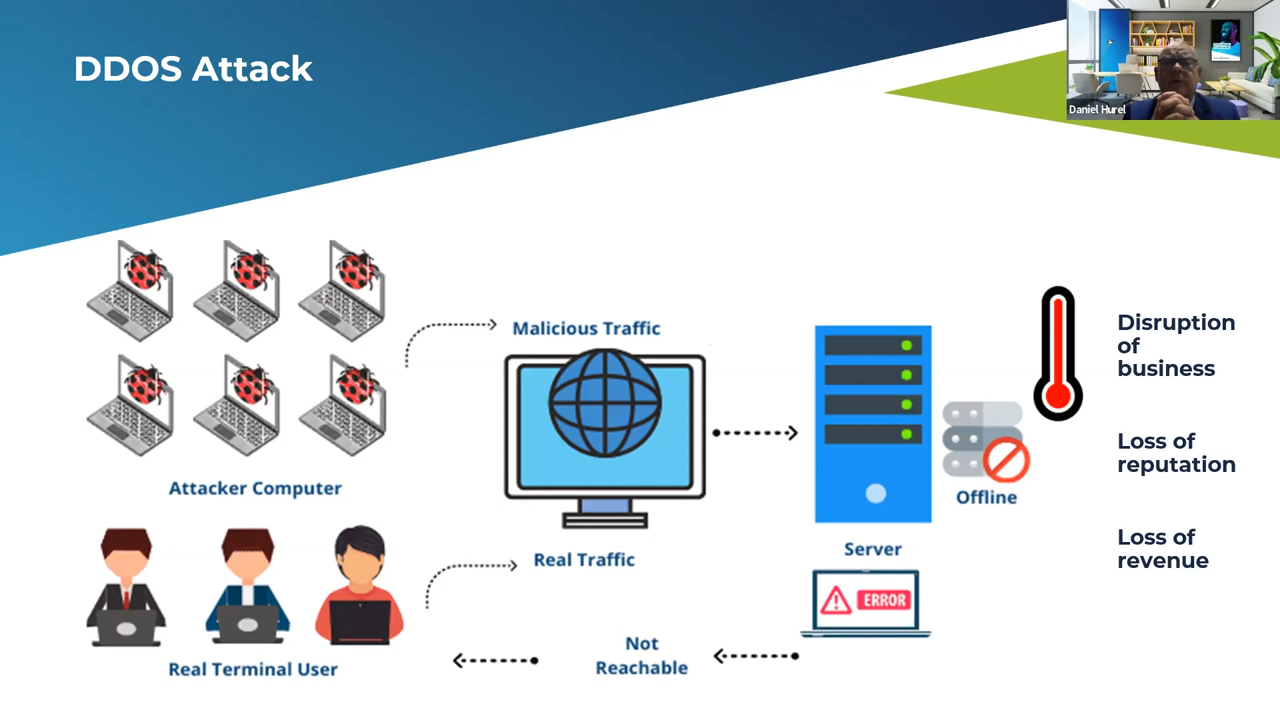 DDOS Attack
Daniel Hurel
Malicious Traffic
Attacker Computer
Real Traffic
Real Terminal User
Not
Reachable
Server
ERROR
Offline
Disruption
of
business
Loss of
reputation
Loss of
revenue